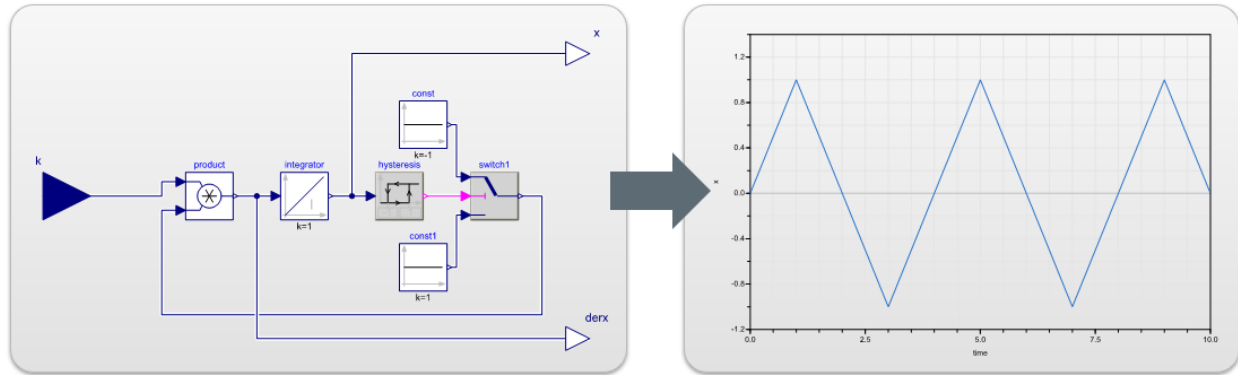 x
const
k=-1
k
product
integrator
hysteresis
switch1
k=1
const1
k=1
derx
1.2
0.8
0.4
0.0
-0.4
-0.8
-1.2
x
0.0
2.5
5.0
7.5
10.0
time